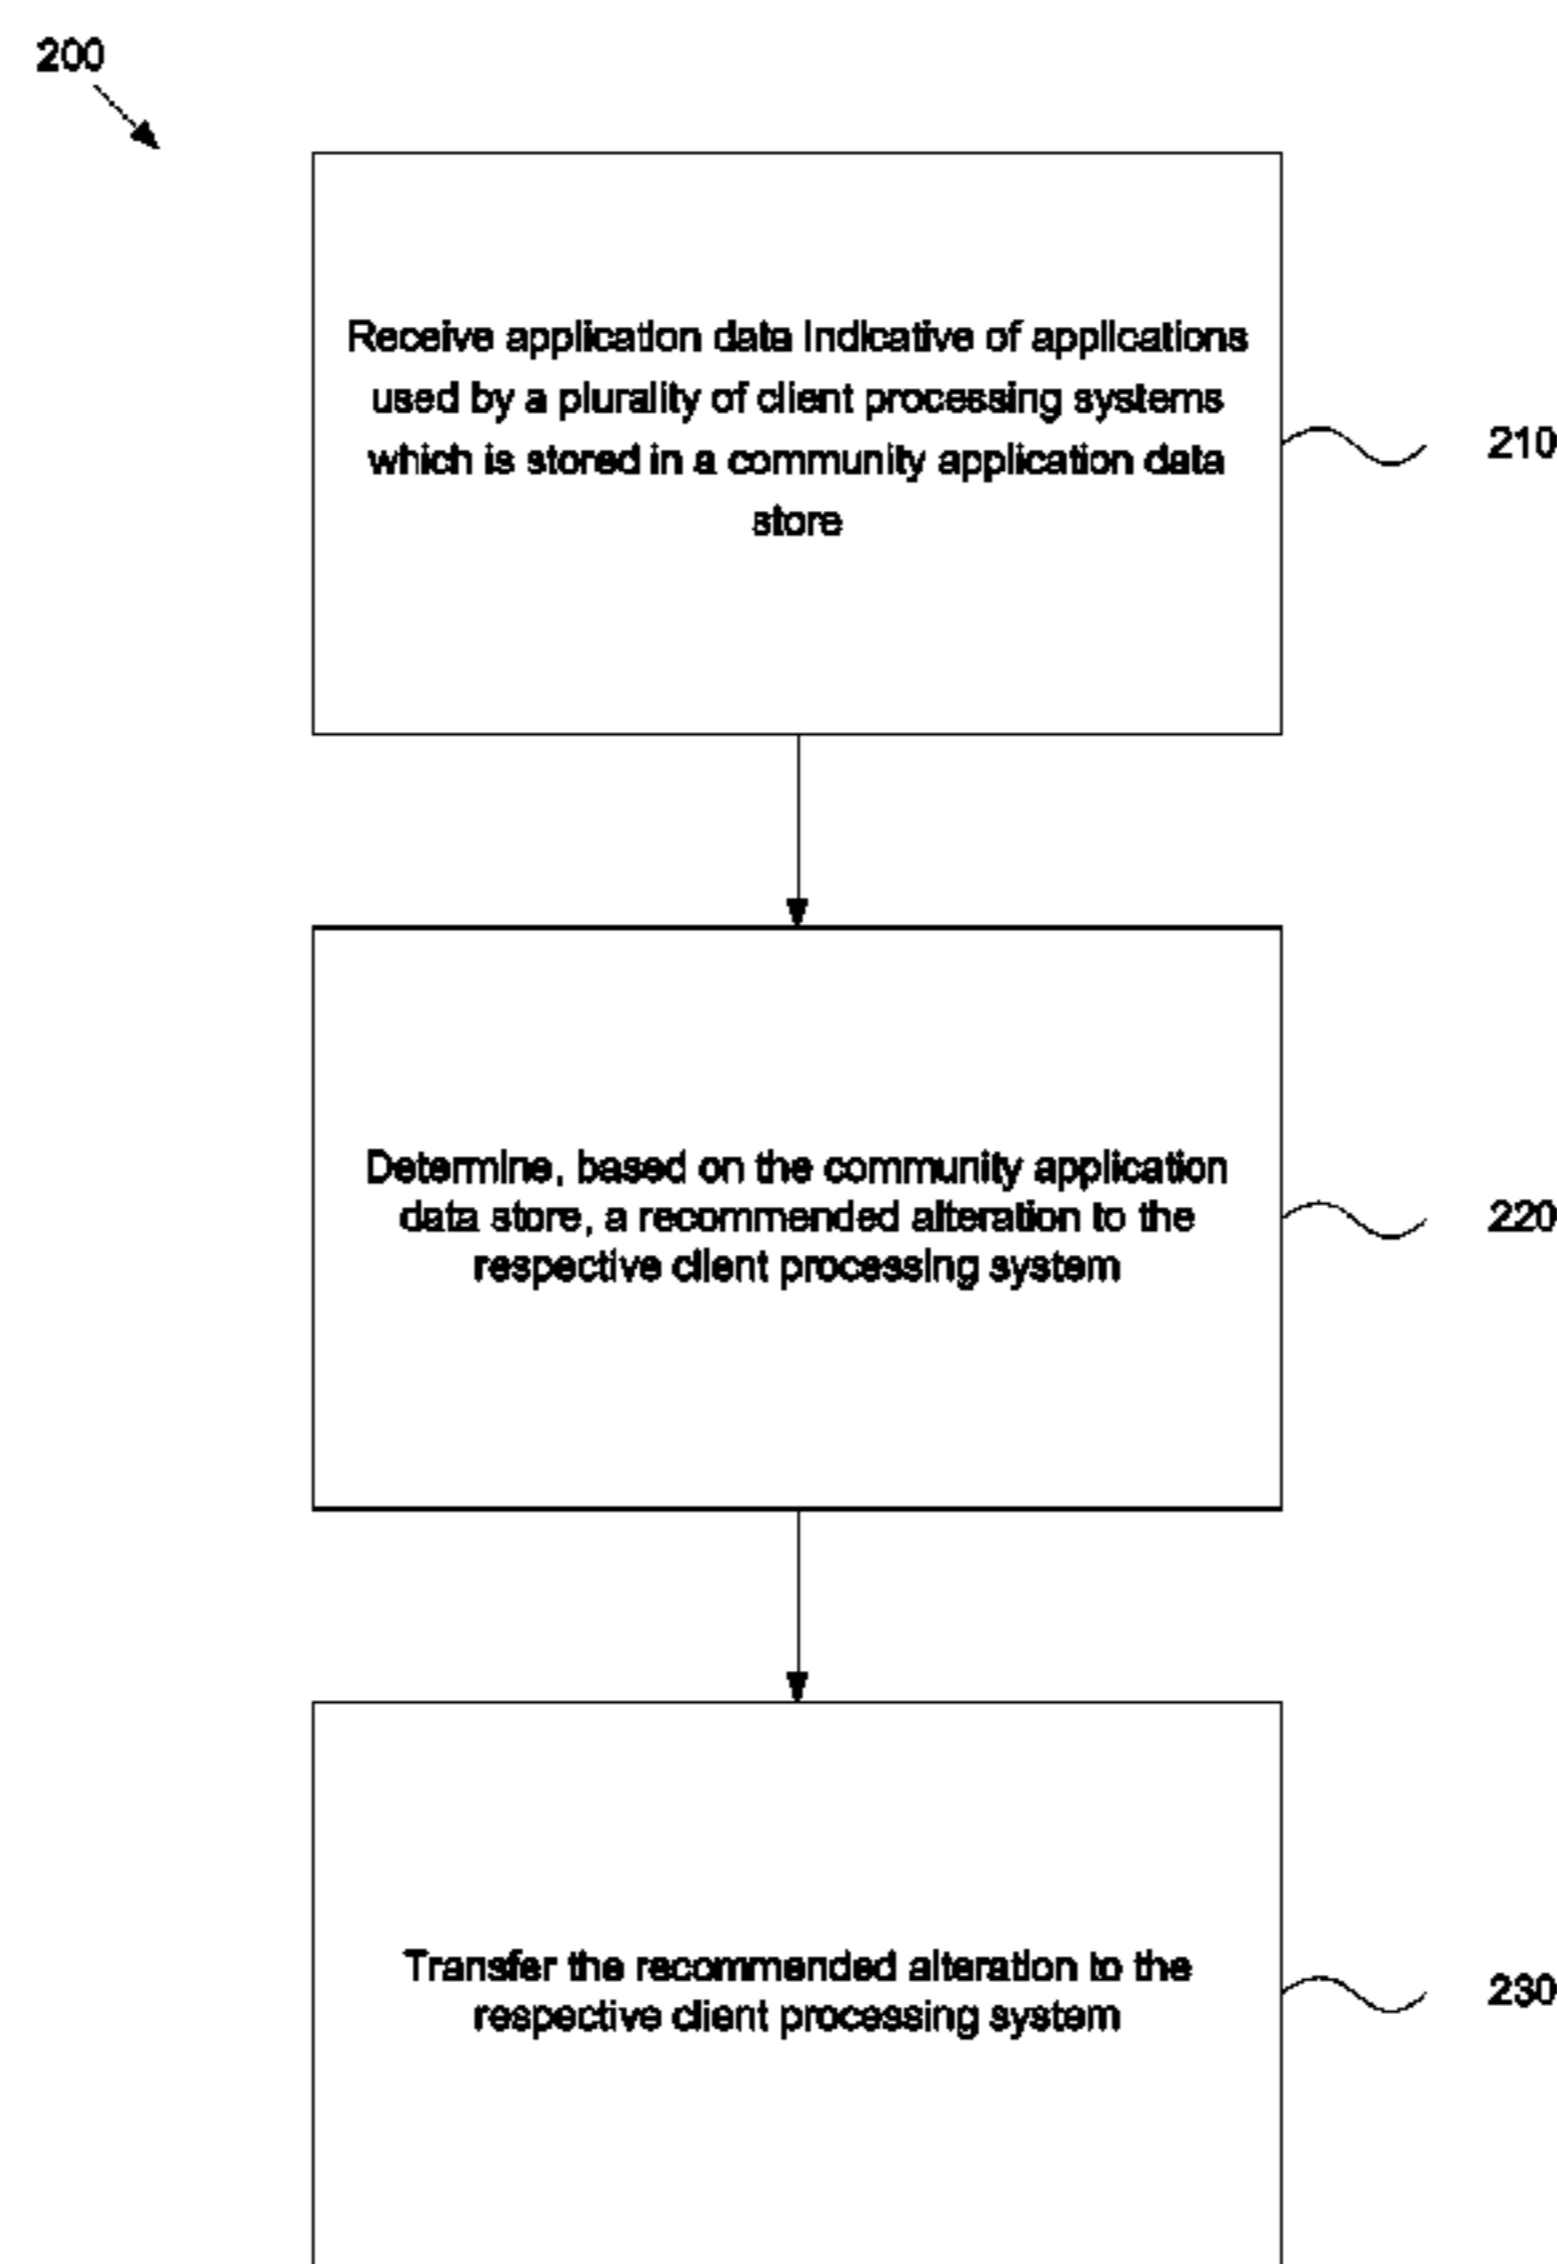 200
Receive application data indicative of applications
used by a plurality of client processing systems
which is stored in a community application data
store
210
Determine, based on the community application
data store, a recommended alteration to the
respective client processing system
220
Transfer the recommended alteration to the
respective client processing system
230